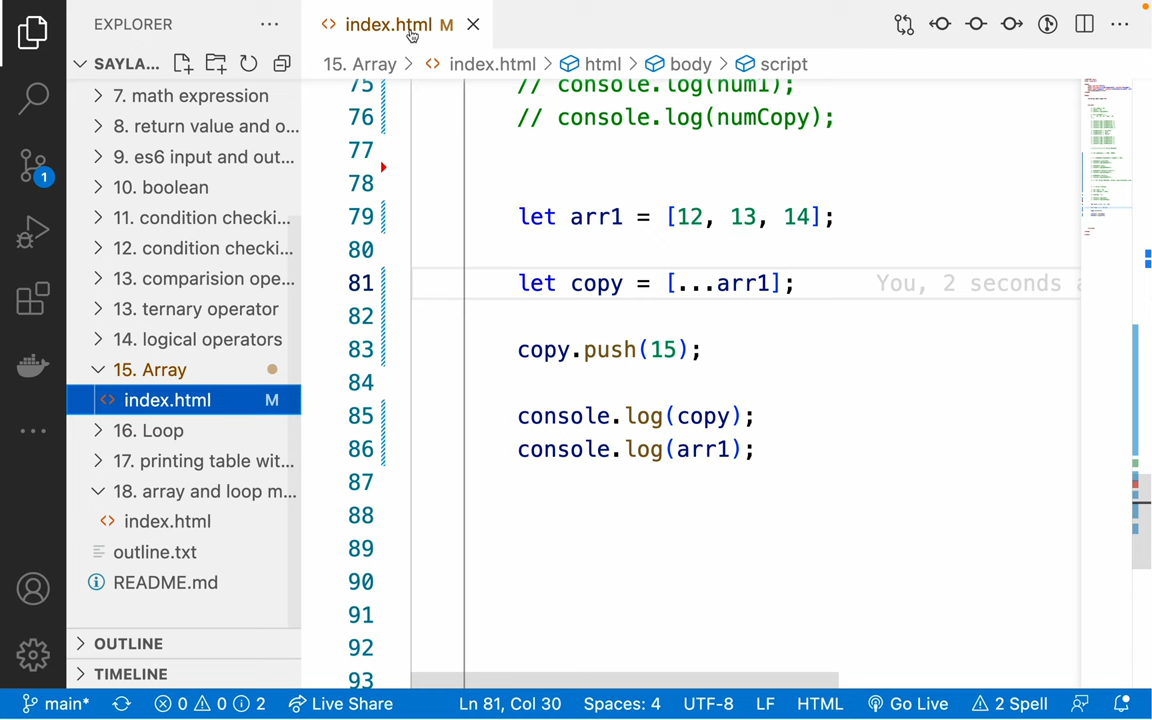 EXPLORER
index.html M
SAYLA...
15. Array > index.html > html > body > script
7. math expression
8. return value and o...
9. es6 input and out...
10. boolean
11. condition checki...
12. condition checki...
13. comparision ope...
13. ternary operator
14. logical operators
15. Array
index.html M
16. Loop
17. printing table wit...
18. array and loop m...
index.html
outline.txt
README.md
OUTLINE
TIMELINE
1
75 // console.log(num1);
76 // console.log(numCopy);
77
78
79 let arr1 = [12, 13, 14];
80
81 let copy = [...arr1]; You, 2 seconds a
82
83 copy.push(15);
84
85 console.log(copy);
86 console.log(arr1);
87
88
89
90
91
92
93
main* 0 0 2 Live Share Ln 81, Col 30 Spaces: 4 UTF-8 LF HTML Go Live 2 Spell